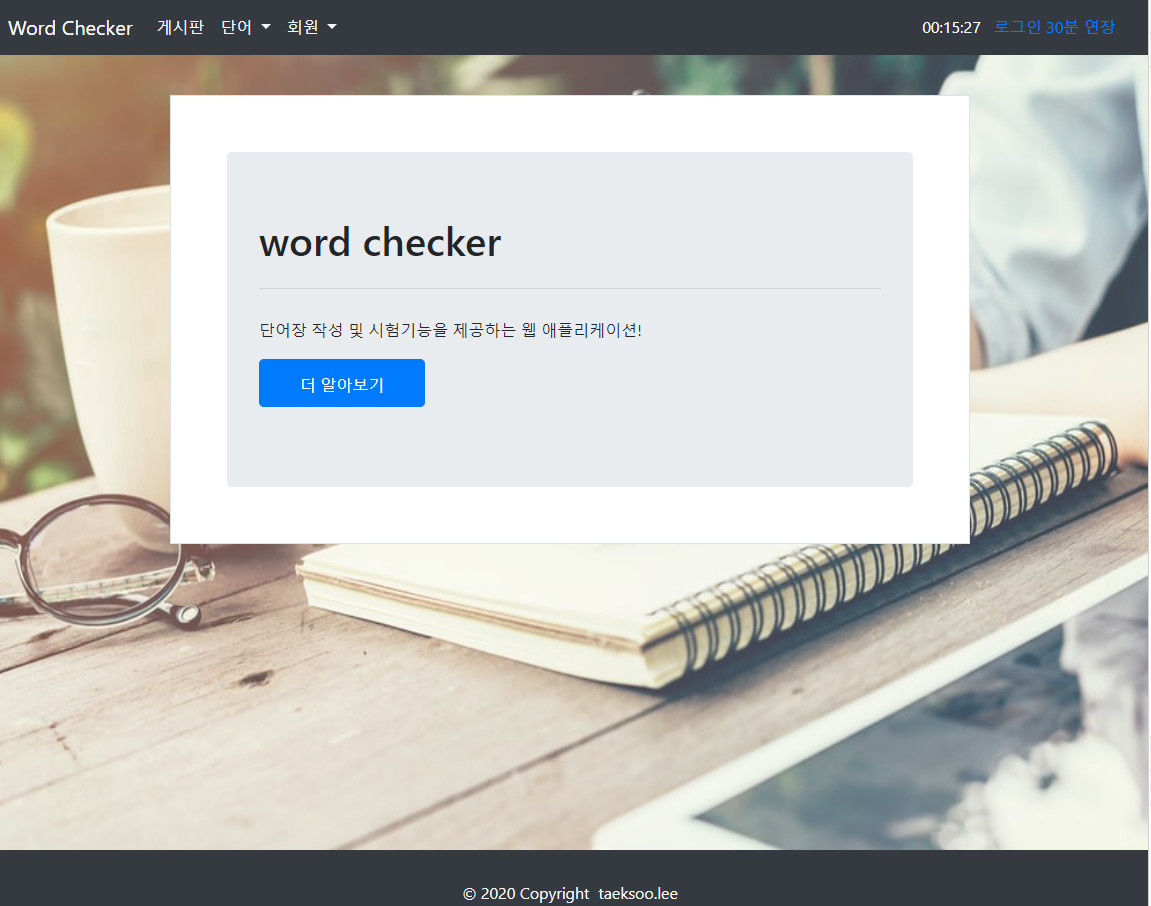 Word Checker 게시판 단어 회원 00:15:27 로그인 30분 연장
word checker
단어장 작성 및 시험기능을 제공하는 웹 애플리케이션!
더 알아보기
© 2020 Copyright taeksoo.lee